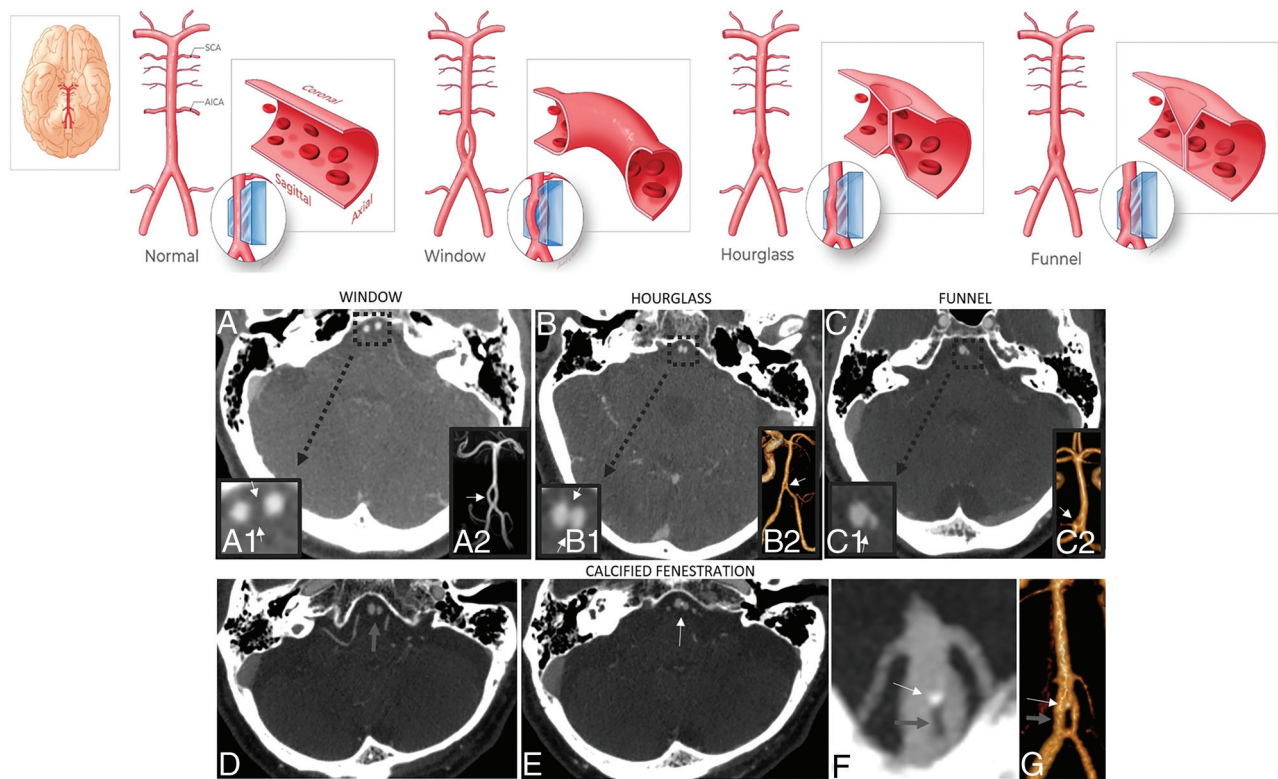 SCA
AICA
Coronal
Sagittal
Axial
Normal
Window
Hourglass
Funnel
WINDOW
HOURGLASS
FUNNEL
A
B
C
A1
A2
B1
B2
C1
C2
CALCIFIED FENESTRATION
D
E
F
G